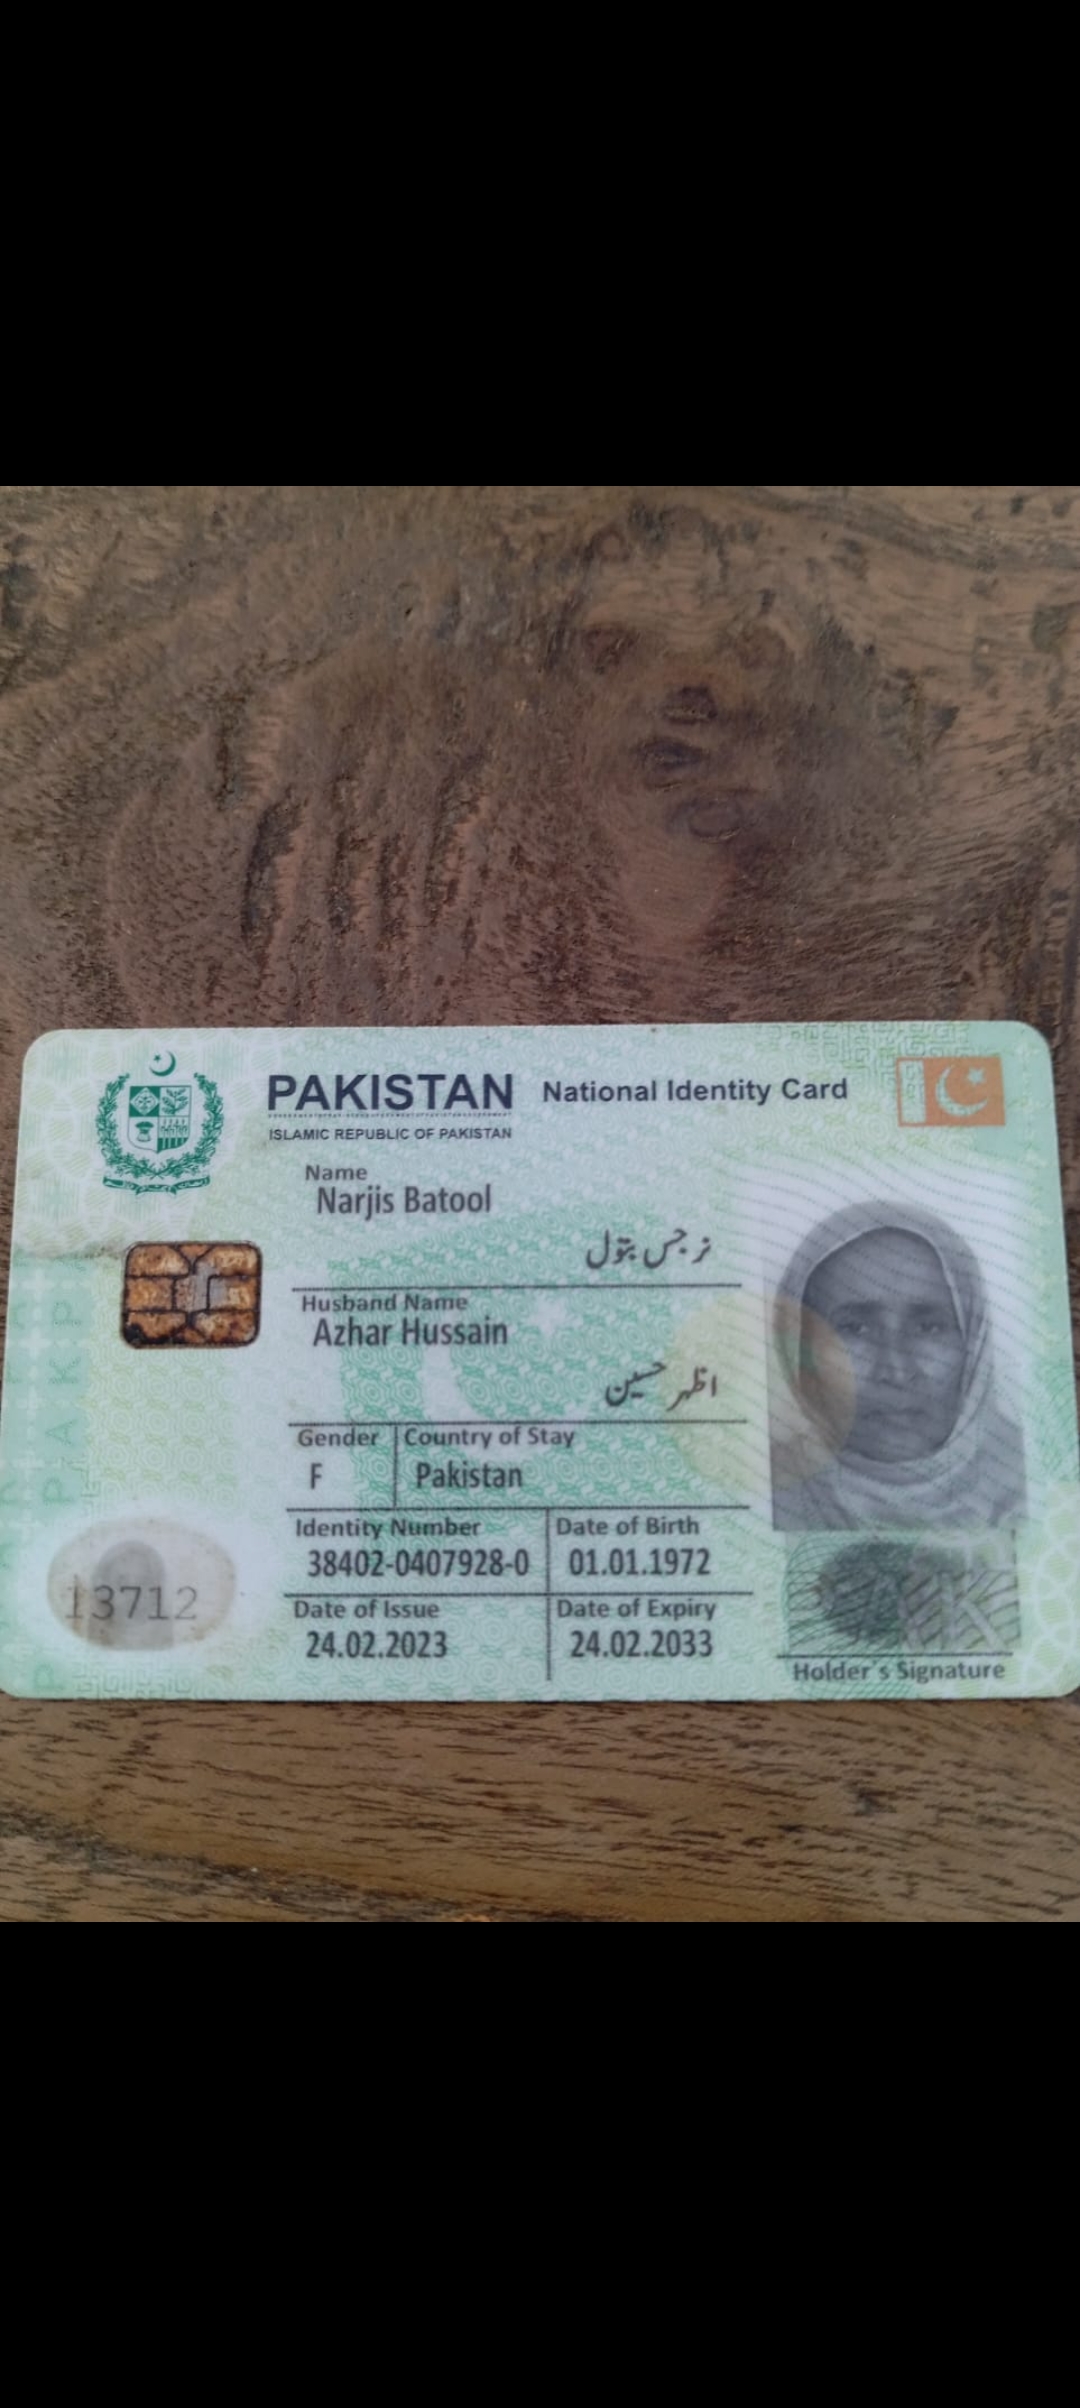 PAKISTAN National Identity Card
ISLAMIC REPUBLIC OF PAKISTAN
Name
Narjis Batool
نرجس بتول
Husband Name
Azhar Hussain
اظہر حسین
Gender Country of Stay
F Pakistan
Identity Number Date of Birth
38402-0407928-0 01.01.1972
13712
Date of Issue Date of Expiry
24.02.2023 24.02.2033
Holder's Signature
PAK